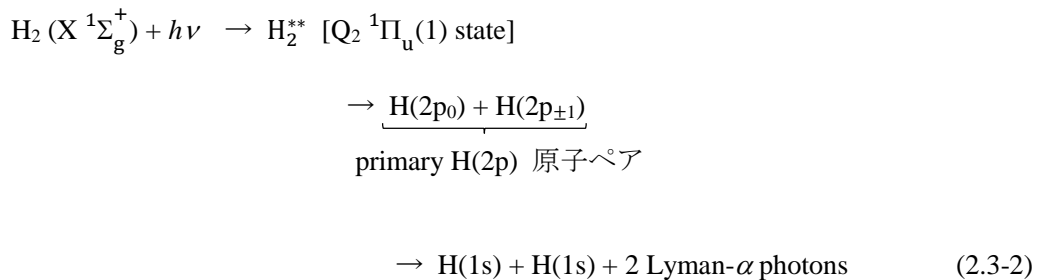 H₂ (X ¹Σg⁺) + hν → H₂** [Q₂ ¹Πu(1) state]
→ H(2p₀) + H(2p±₁)
primary H(2p) 原子ペア
→ H(1s) + H(1s) + 2 Lyman-α photons (2.3-2)